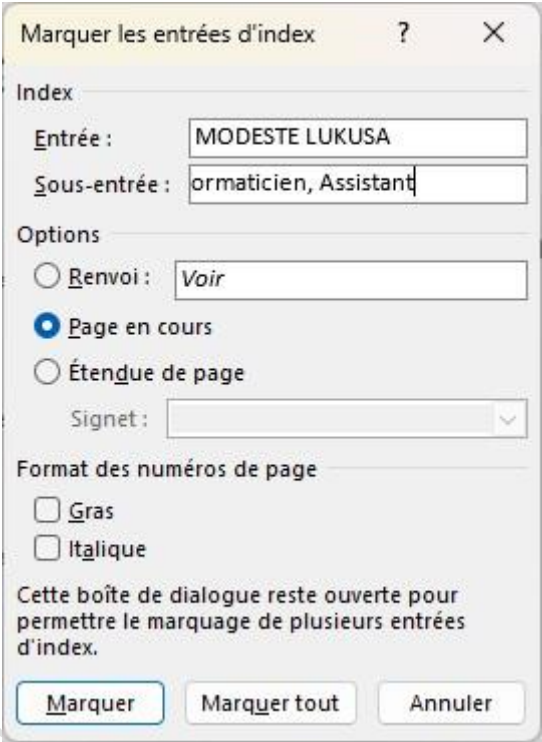 Marquer les entrées d'index ?
Index
Entrée : MODESTE LUKUSA
Sous-entrée : ormaticien, Assistant
Options
Renvoi : Voir
Page en cours
Étendue de page
Signet :
Format des numéros de page
Gras
Italique
Cette boîte de dialogue reste ouverte pour
permettre le marquage de plusieurs entrées
d'index.
Marquer Marquer tout Annuler